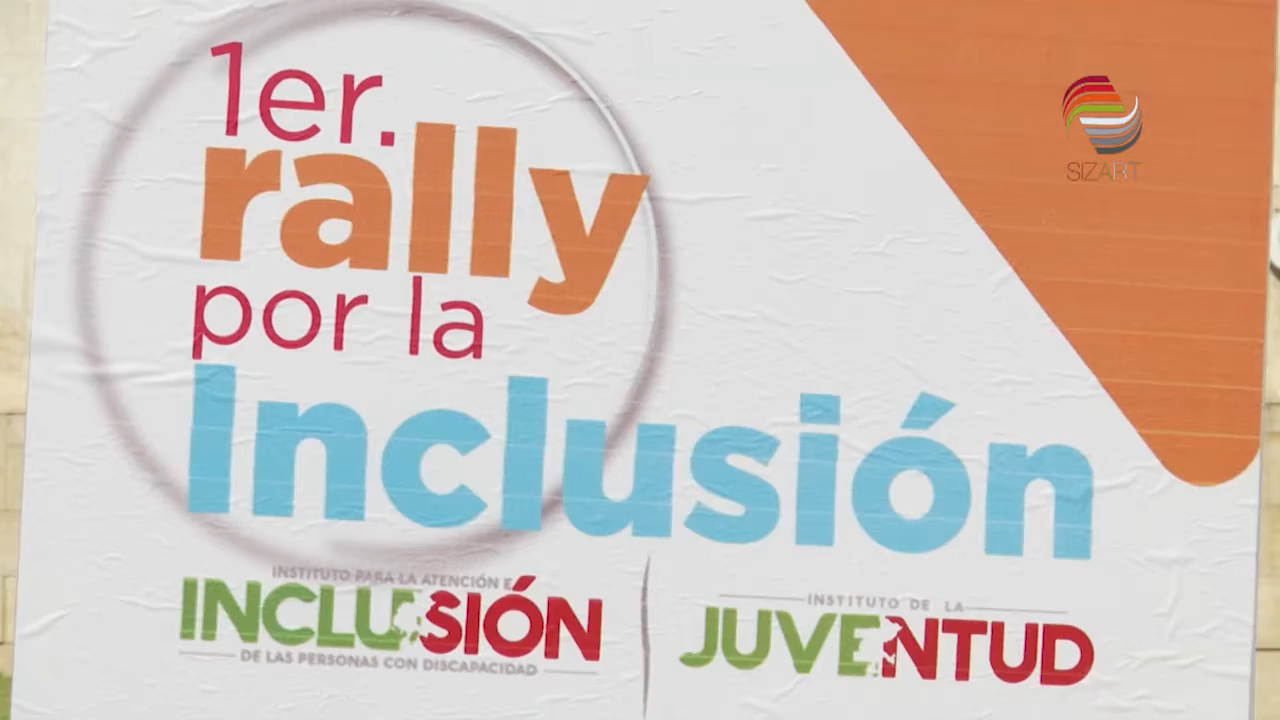 1er.
rally
por la
Inclusión
INSTITUTO PARA LA ATENCIÓN E
INCLUSIÓN
DE LAS PERSONAS CON DISCAPACIDAD
INSTITUTO DE LA
JUVENTUD
SIZART